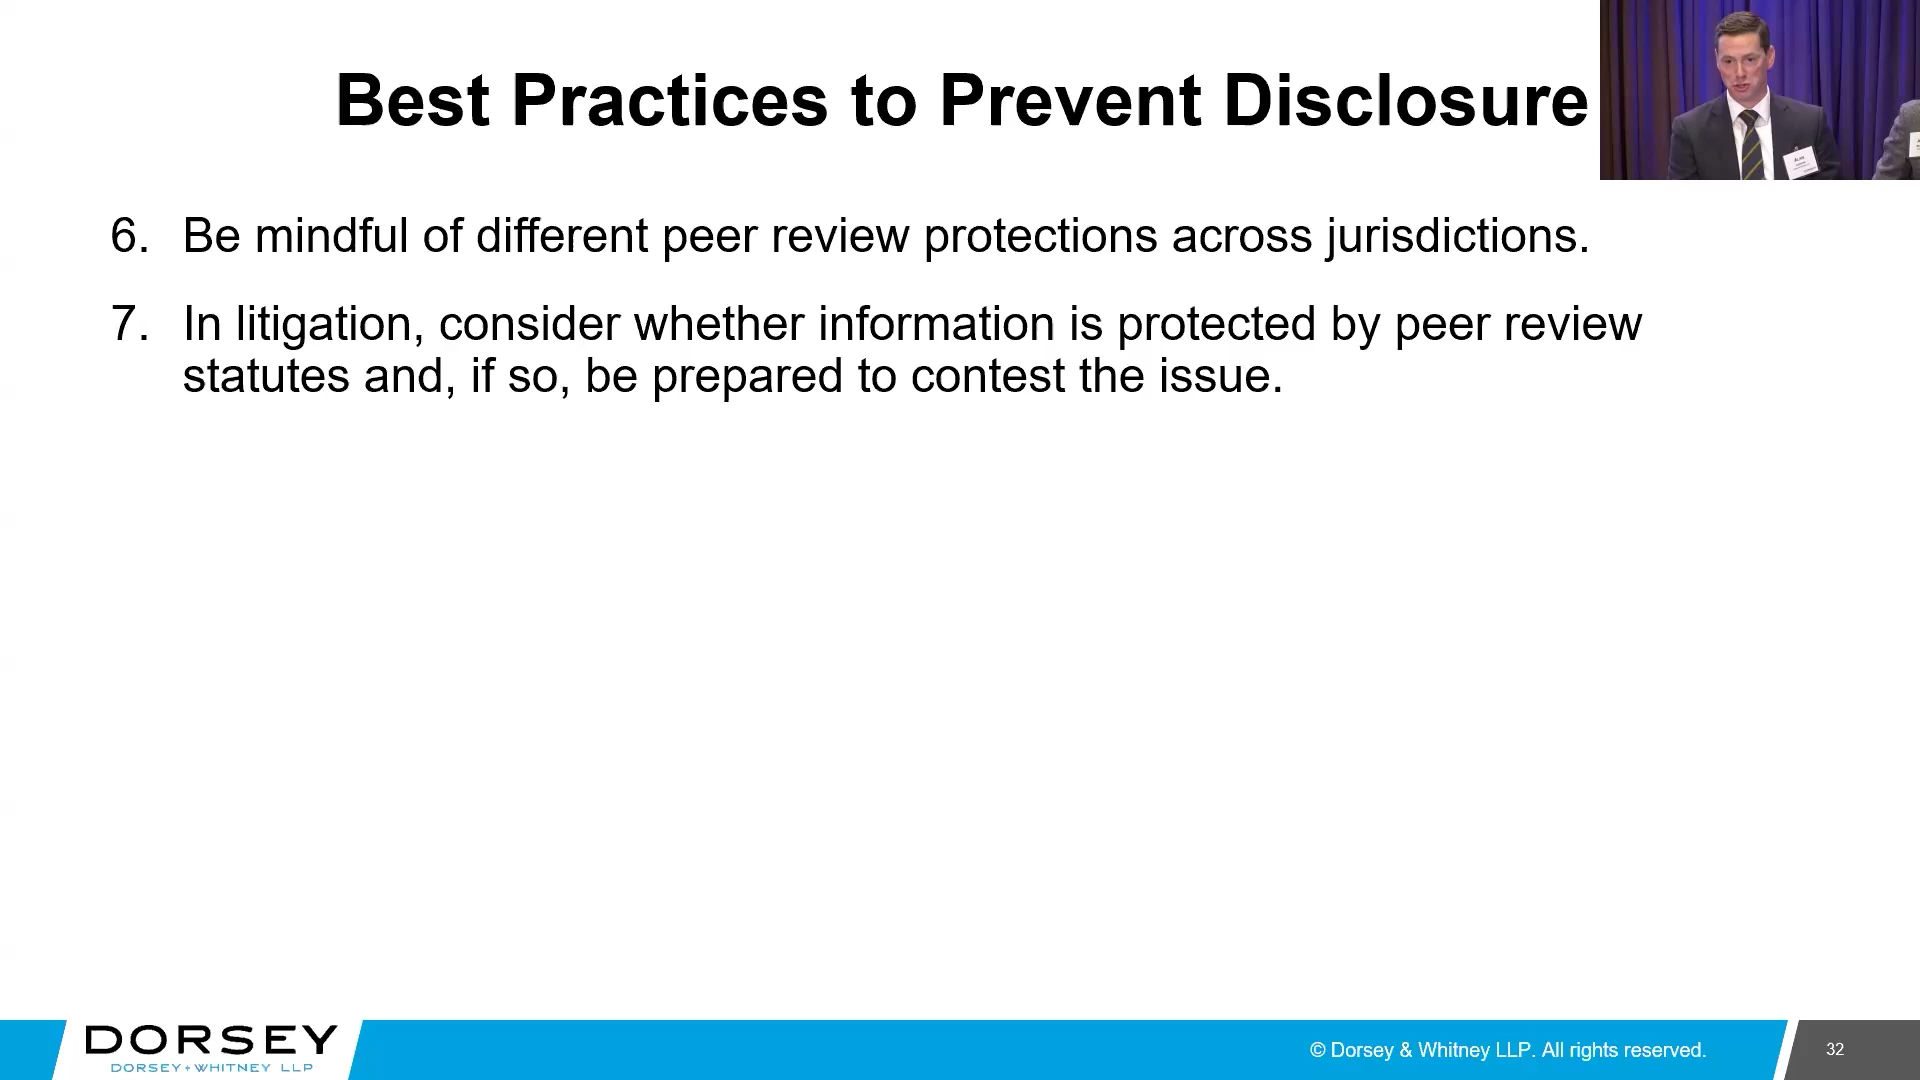 Best Practices to Prevent Disclosure
6. Be mindful of different peer review protections across jurisdictions.
7. In litigation, consider whether information is protected by peer review
statutes and, if so, be prepared to contest the issue.
DORSEY
DORSEY + WHITNEY LLP
© Dorsey & Whitney LLP. All rights reserved.
32